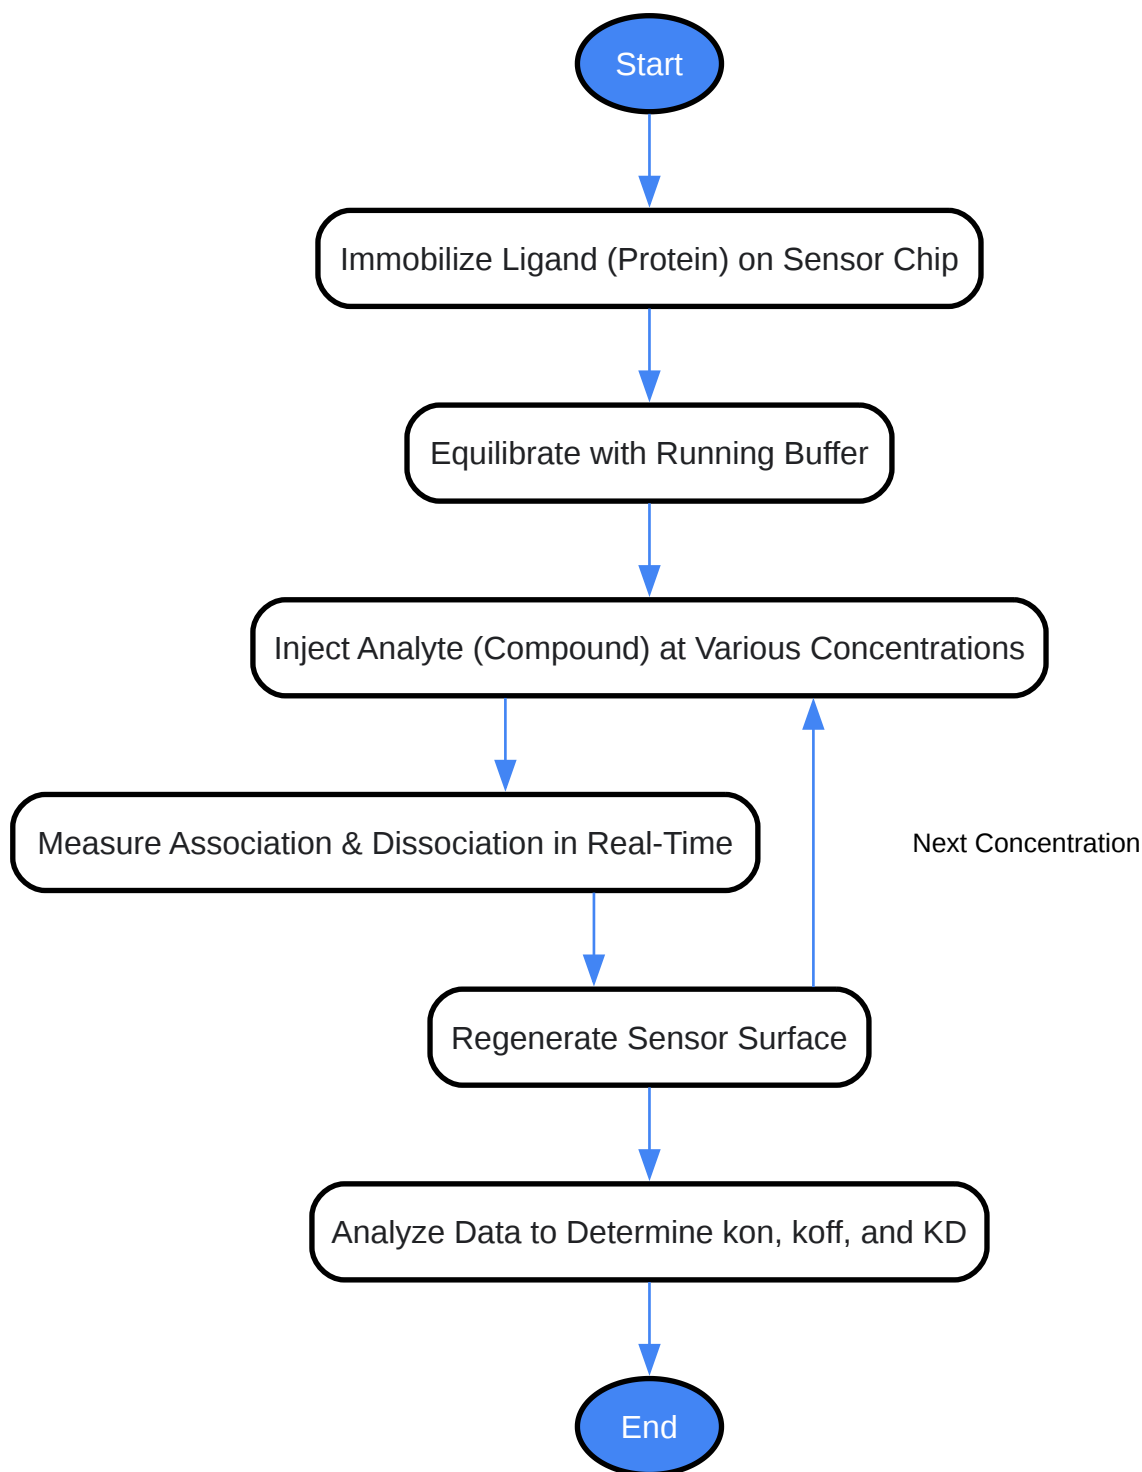 Start
Immobilize Ligand (Protein) on Sensor Chip
Equilibrate with Running Buffer
Inject Analyte (Compound) at Various Concentrations
Measure Association & Dissociation in Real-Time
Next Concentration
Regenerate Sensor Surface
Analyze Data to Determine kon, koff, and KD
End